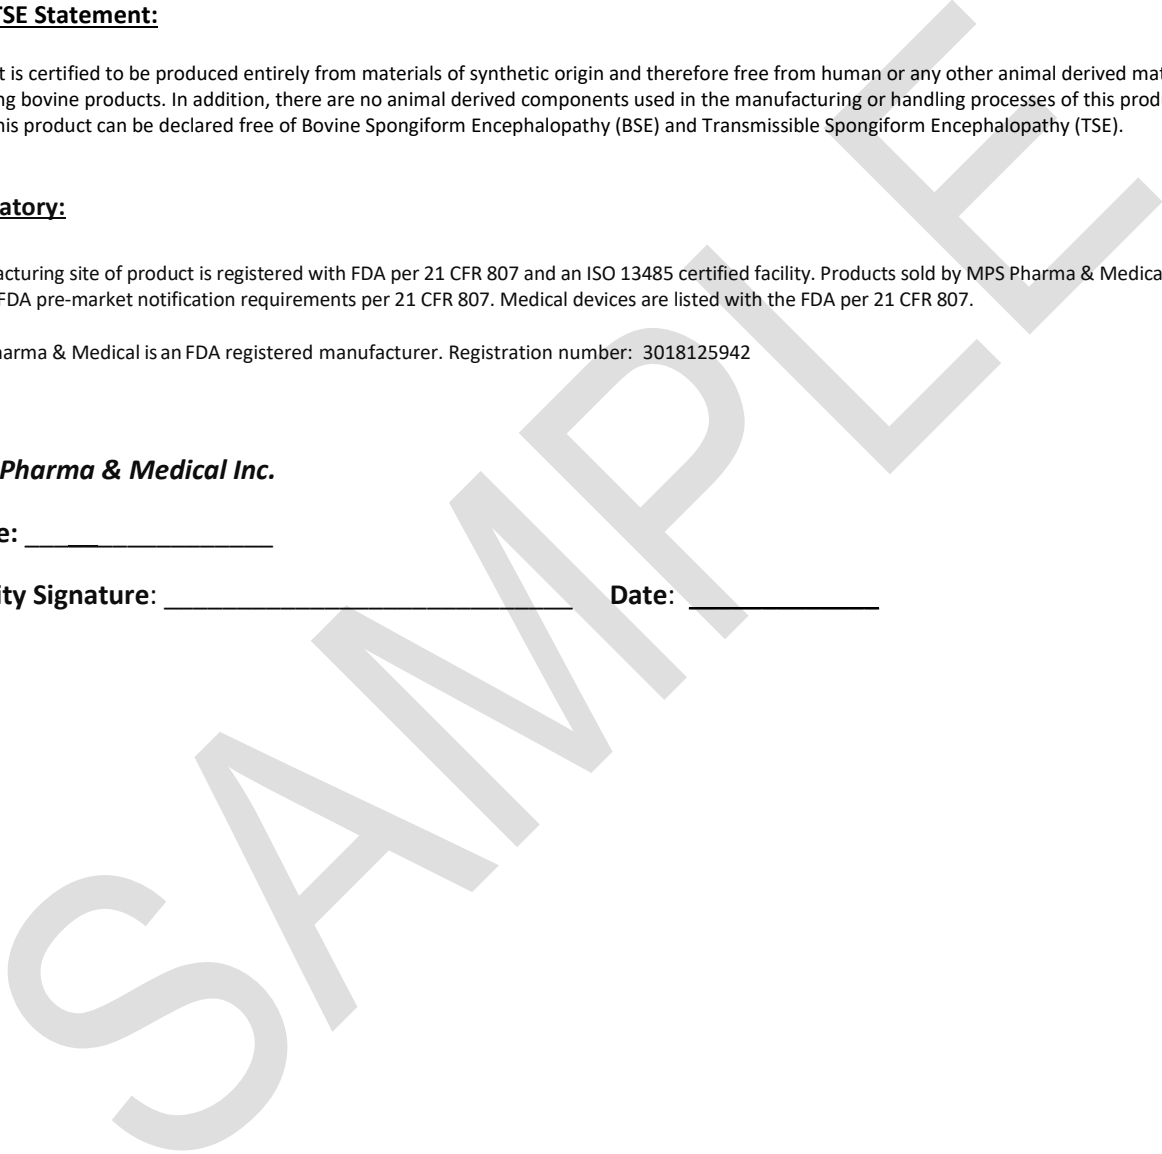 TSE Statement:
t is certified to be produced entirely from materials of synthetic origin and therefore free from human or any other animal derived mat
ng bovine products. In addition, there are no animal derived components used in the manufacturing or handling processes of this prod
his product can be declared free of Bovine Spongiform Encephalopathy (BSE) and Transmissible Spongiform Encephalopathy (TSE).
atory:
acturing site of product is registered with FDA per 21 CFR 807 and an ISO 13485 certified facility. Products sold by MPS Pharma & Medica
FDA pre-market notification requirements per 21 CFR 807. Medical devices are listed with the FDA per 21 CFR 807.
harma & Medical is an FDA registered manufacturer. Registration number: 3018125942
Pharma & Medical Inc.
e: _________________
ity Signature: ____________________________ Date: _____________
SAMPLE